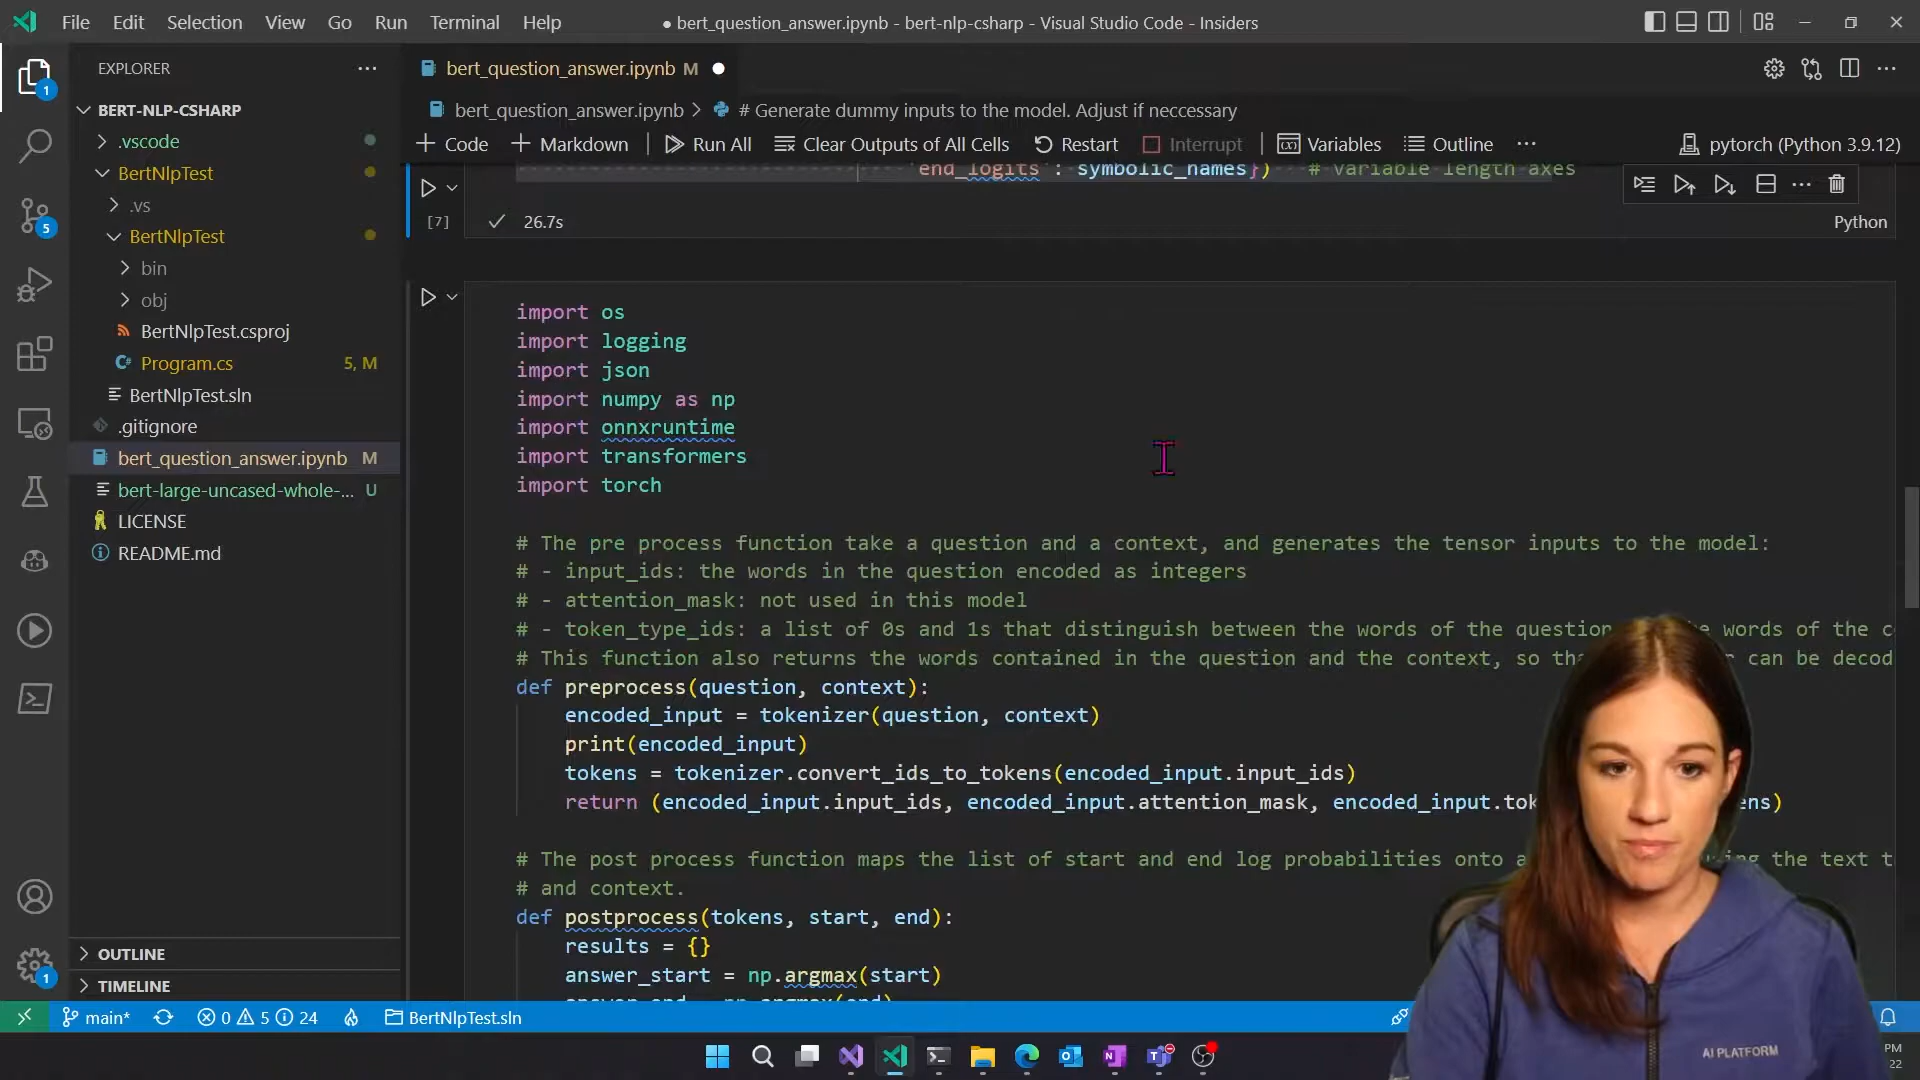 File Edit Selection View Go Run Terminal Help
● bert_question_answer.ipynb - bert-nlp-csharp - Visual Studio Code - Insiders
EXPLORER
BERT-NLP-CSHARP
.vscode
BertNlpTest
.vs
BertNlpTest
bin
obj
BertNlpTest.csproj
Program.cs 5, M
BertNlpTest.sln
.gitignore
bert_question_answer.ipynb M
bert-large-uncased-whole-... U
LICENSE
README.md
OUTLINE
TIMELINE
1
5
1
bert_question_answer.ipynb M
bert_question_answer.ipynb > # Generate dummy inputs to the model. Adjust if neccessary
+ Code + Markdown Run All Clear Outputs of All Cells Restart Interrupt Variables Outline ... pytorch (Python 3.9.12)
'end_logits': symbolic_names}) # variable length axes
[7] ✓ 26.7s Python
import os
import logging
import json
import numpy as np
import onnxruntime
import transformers
import torch
# The pre process function take a question and a context, and generates the tensor inputs to the model:
# - input_ids: the words in the question encoded as integers
# - attention_mask: not used in this model
# - token_type_ids: a list of 0s and 1s that distinguish between the words of the question words of the c
# This function also returns the words contained in the question and the context, so can be decod
def preprocess(question, context):
encoded_input = tokenizer(question, context)
print(encoded_input)
tokens = tokenizer.convert_ids_to_tokens(encoded_input.input_ids)
return (encoded_input.input_ids, encoded_input.attention_mask, encoded_input.tok ens)
# The post process function maps the list of start and end log probabilities onto a the text t
# and context.
def postprocess(tokens, start, end):
results = {}
answer_start = np.argmax(start)
main* 0 5 24 BertNlpTest.sln
AI PLATFORM
PM
22